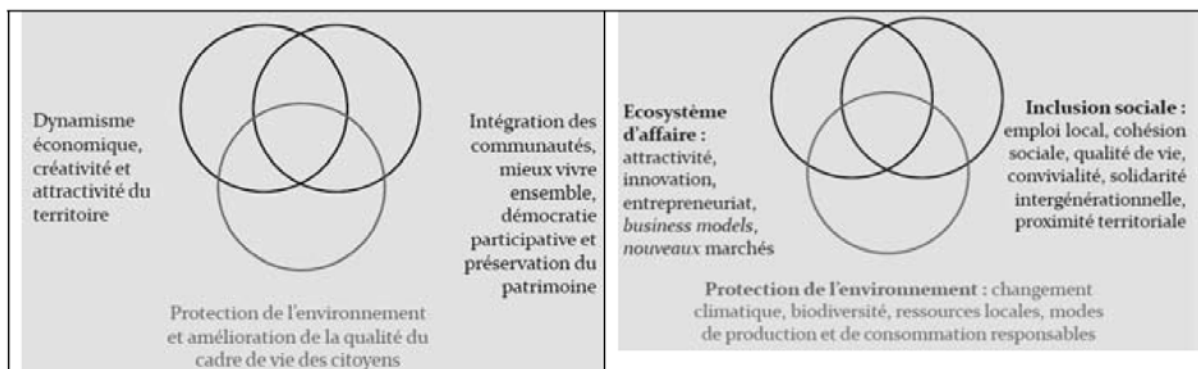 Dynamisme
économique,
créativité et
attractivité du
territoire
Intégration des
communautés,
mieux vivre
ensemble,
démocratie
participative et
préservation du
patrimoine
Protection de l'environnement
et amélioration de la qualité du
cadre de vie des citoyens
Ecosystème
d'affaire :
attractivité,
innovation,
entrepreneuriat,
business models,
nouveaux marchés
Inclusion sociale :
emploi local, cohésion
sociale, qualité de vie,
convivialité, solidarité
intergénérationnelle,
proximité territoriale
Protection de l'environnement : changement
climatique, biodiversité, ressources locales, modes
de production et de consommation responsables